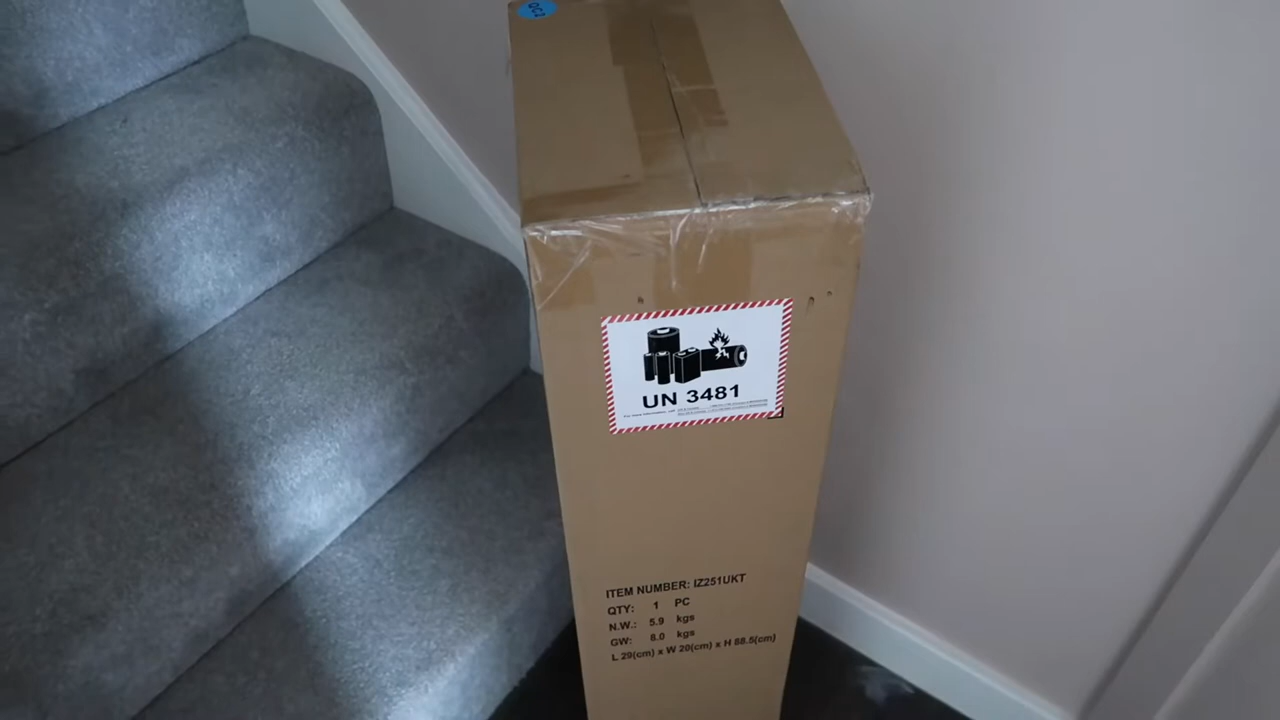 QC2
UN 3481
ITEM NUMBER: IZ251UKT
QTY: 1 PC
N.W.: 5.9 kgs
GW: 8.0 kgs
L 29(cm) x W 20(cm) x H 88.5(cm)